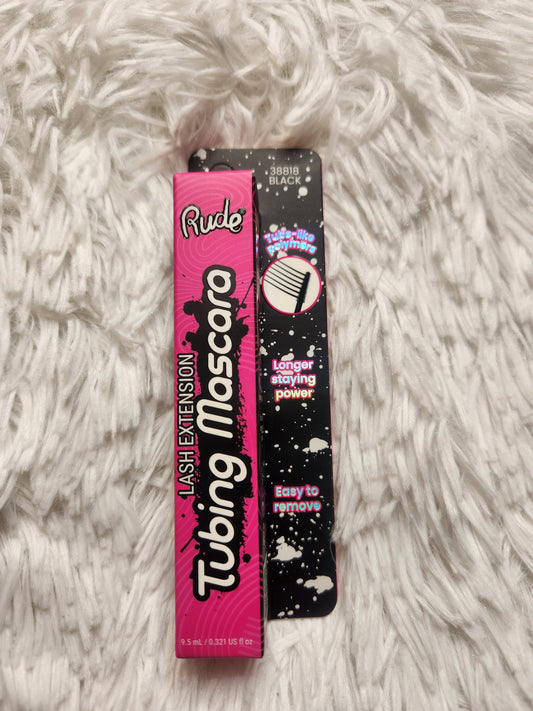 Rude
LASH EXTENSION
Tubing Mascara
9.5 mL / 0.321 US fl oz
38818
BLACK
Tube-like
polymers
Longer
staying
power
Easy to
remove